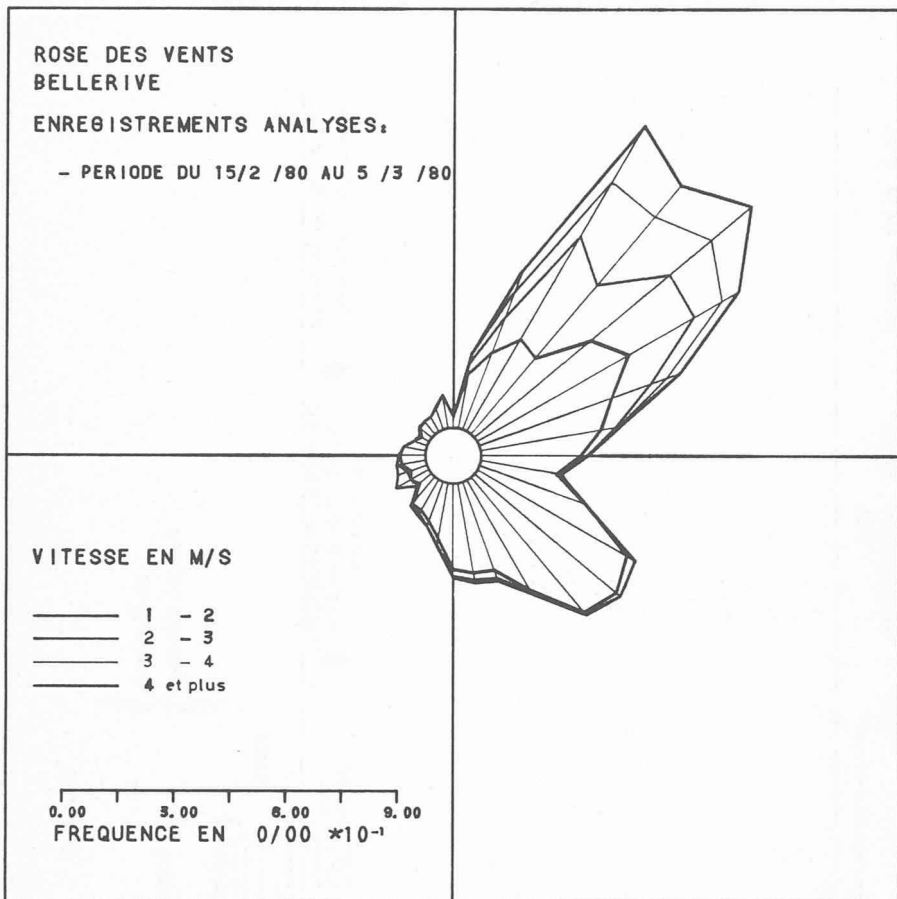 ROSE DES VENTS
BELLERIVE
ENREGISTREMENTS ANALYSES:
- PERIODE DU 15/2 /80 AU 5 /3 /80
VITESSE EN M/S
1 - 2
2 - 3
3 - 4
4 et plus
0.00 3.00 6.00 9.00
FREQUENCE EN 0/00 *10⁻¹